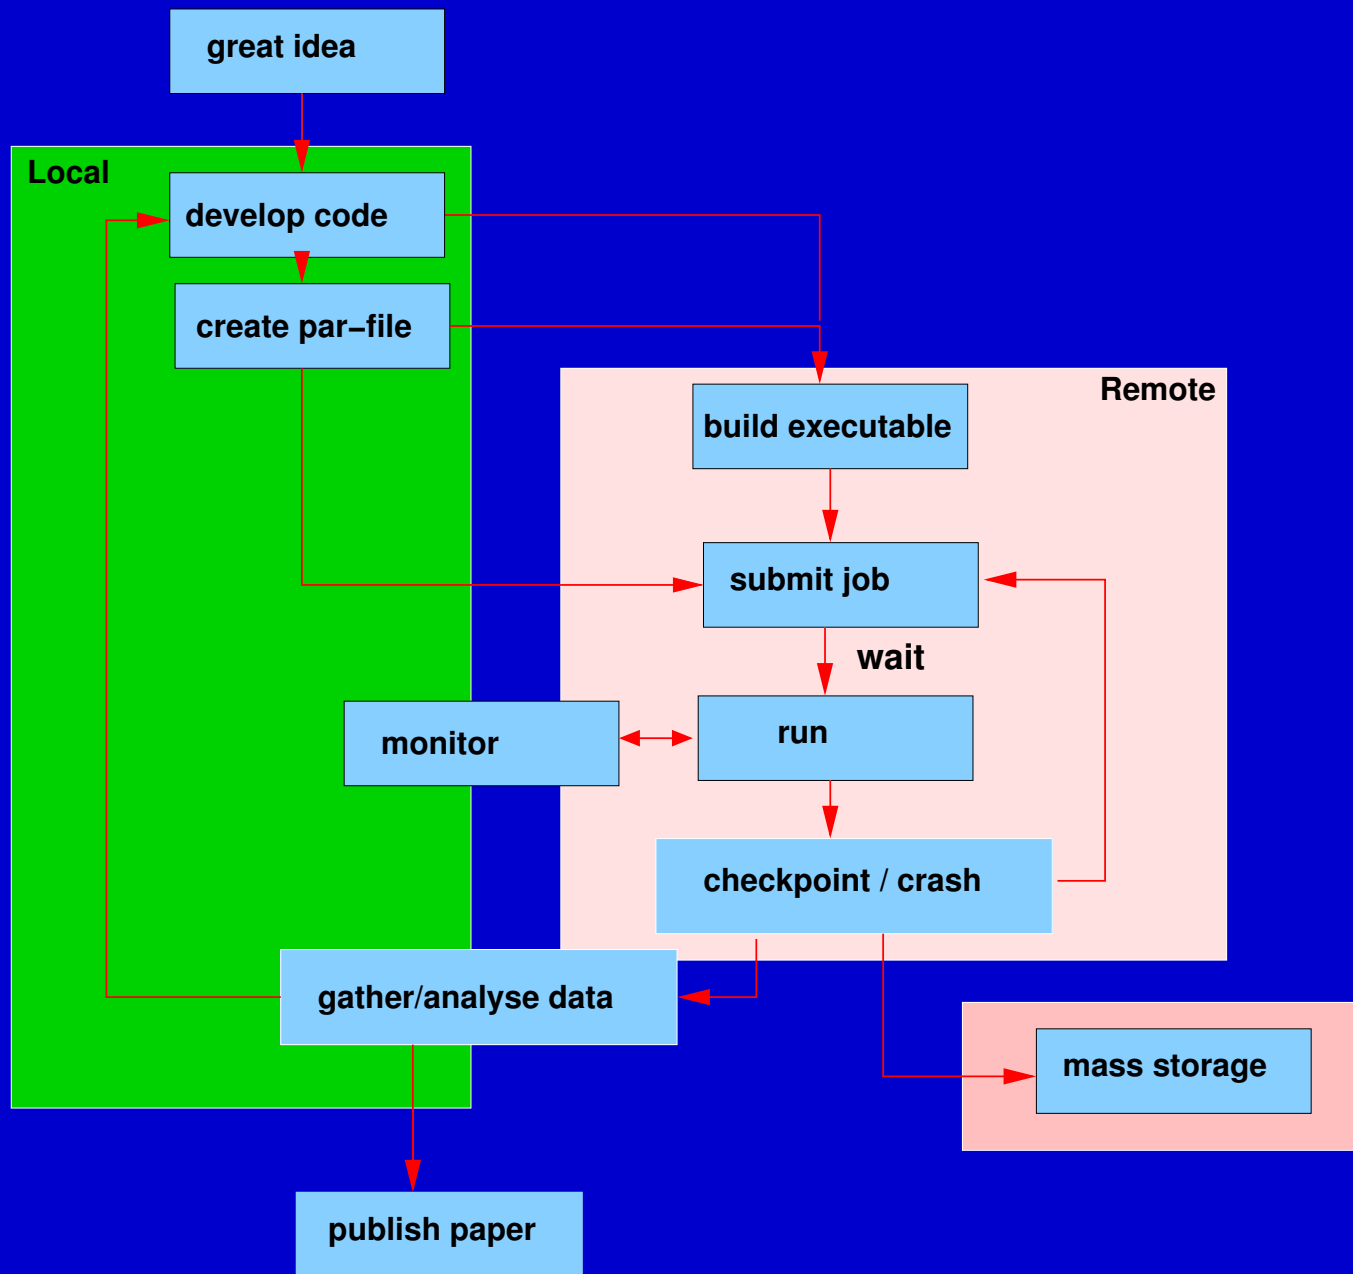 great idea
Local
develop code
create par−file
Remote
build executable
submit job
wait
run
monitor
checkpoint / crash
gather/analyse data
mass storage
publish paper